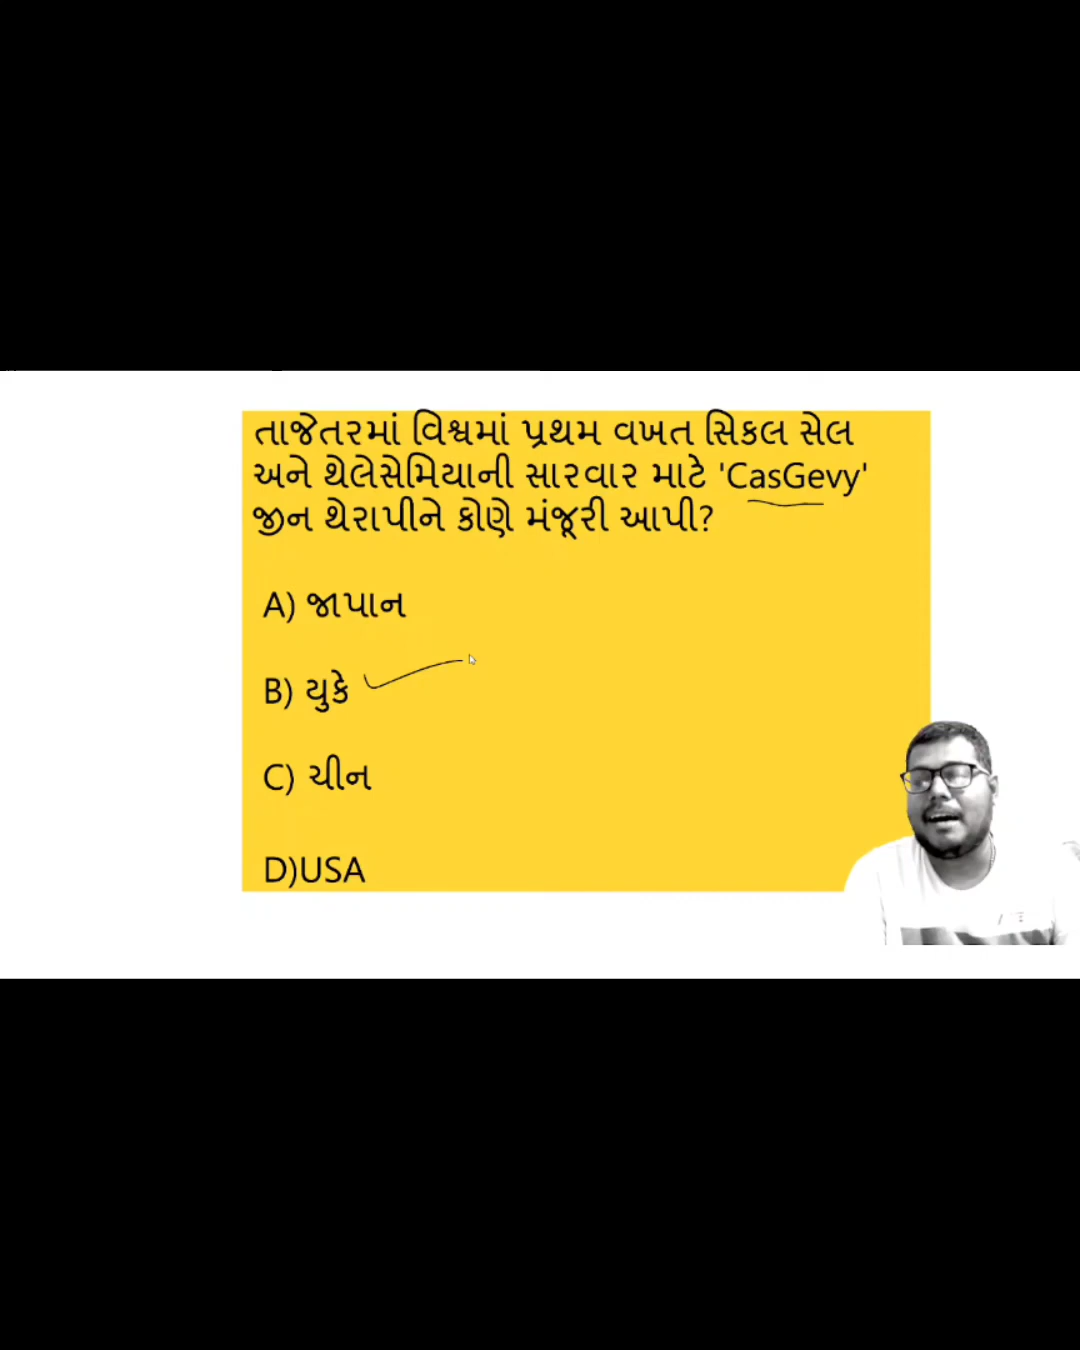 તાજેતરમાં વિશ્વમાં પ્રથમ વખત સિકલ સેલ
અને થેલેસેમિયાની સારવાર માટે 'CasGevy'
જીન થેરાપીને કોણે મંજૂરી આપી?
A) જાપાન
B) યુકે
C) ચીન
D)USA